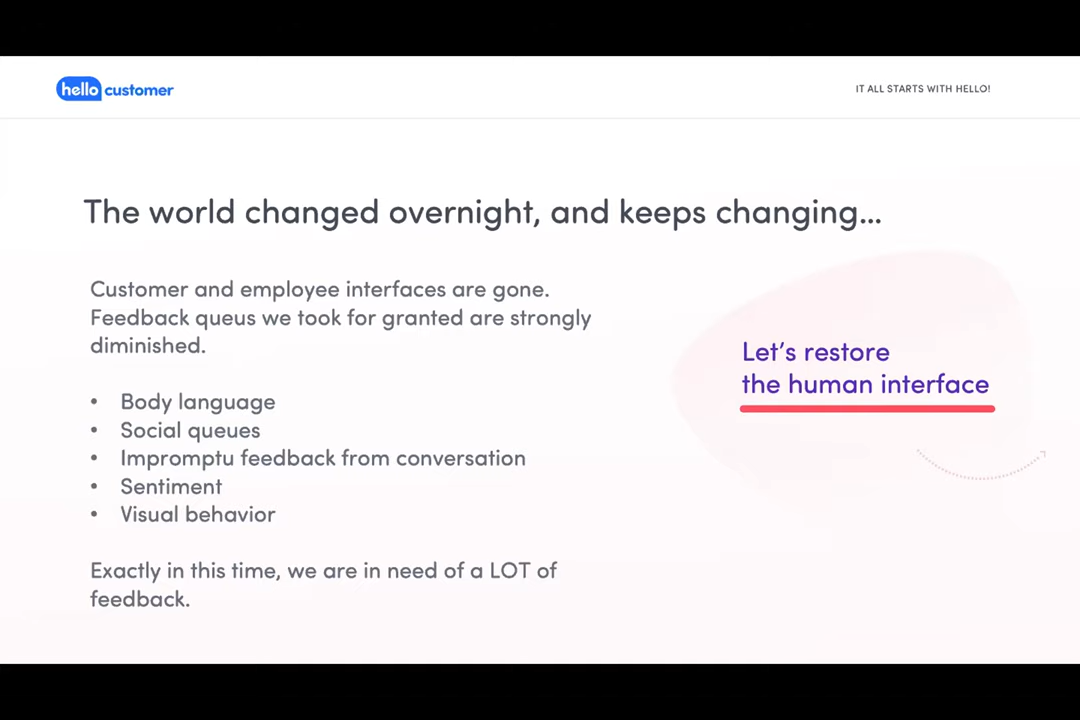 hello customer
IT ALL STARTS WITH HELLO!
The world changed overnight, and keeps changing...
Customer and employee interfaces are gone.
Feedback queus we took for granted are strongly
diminished.
• Body language
• Social queues
• Impromptu feedback from conversation
• Sentiment
• Visual behavior
Exactly in this time, we are in need of a LOT of
feedback.
Let's restore
the human interface